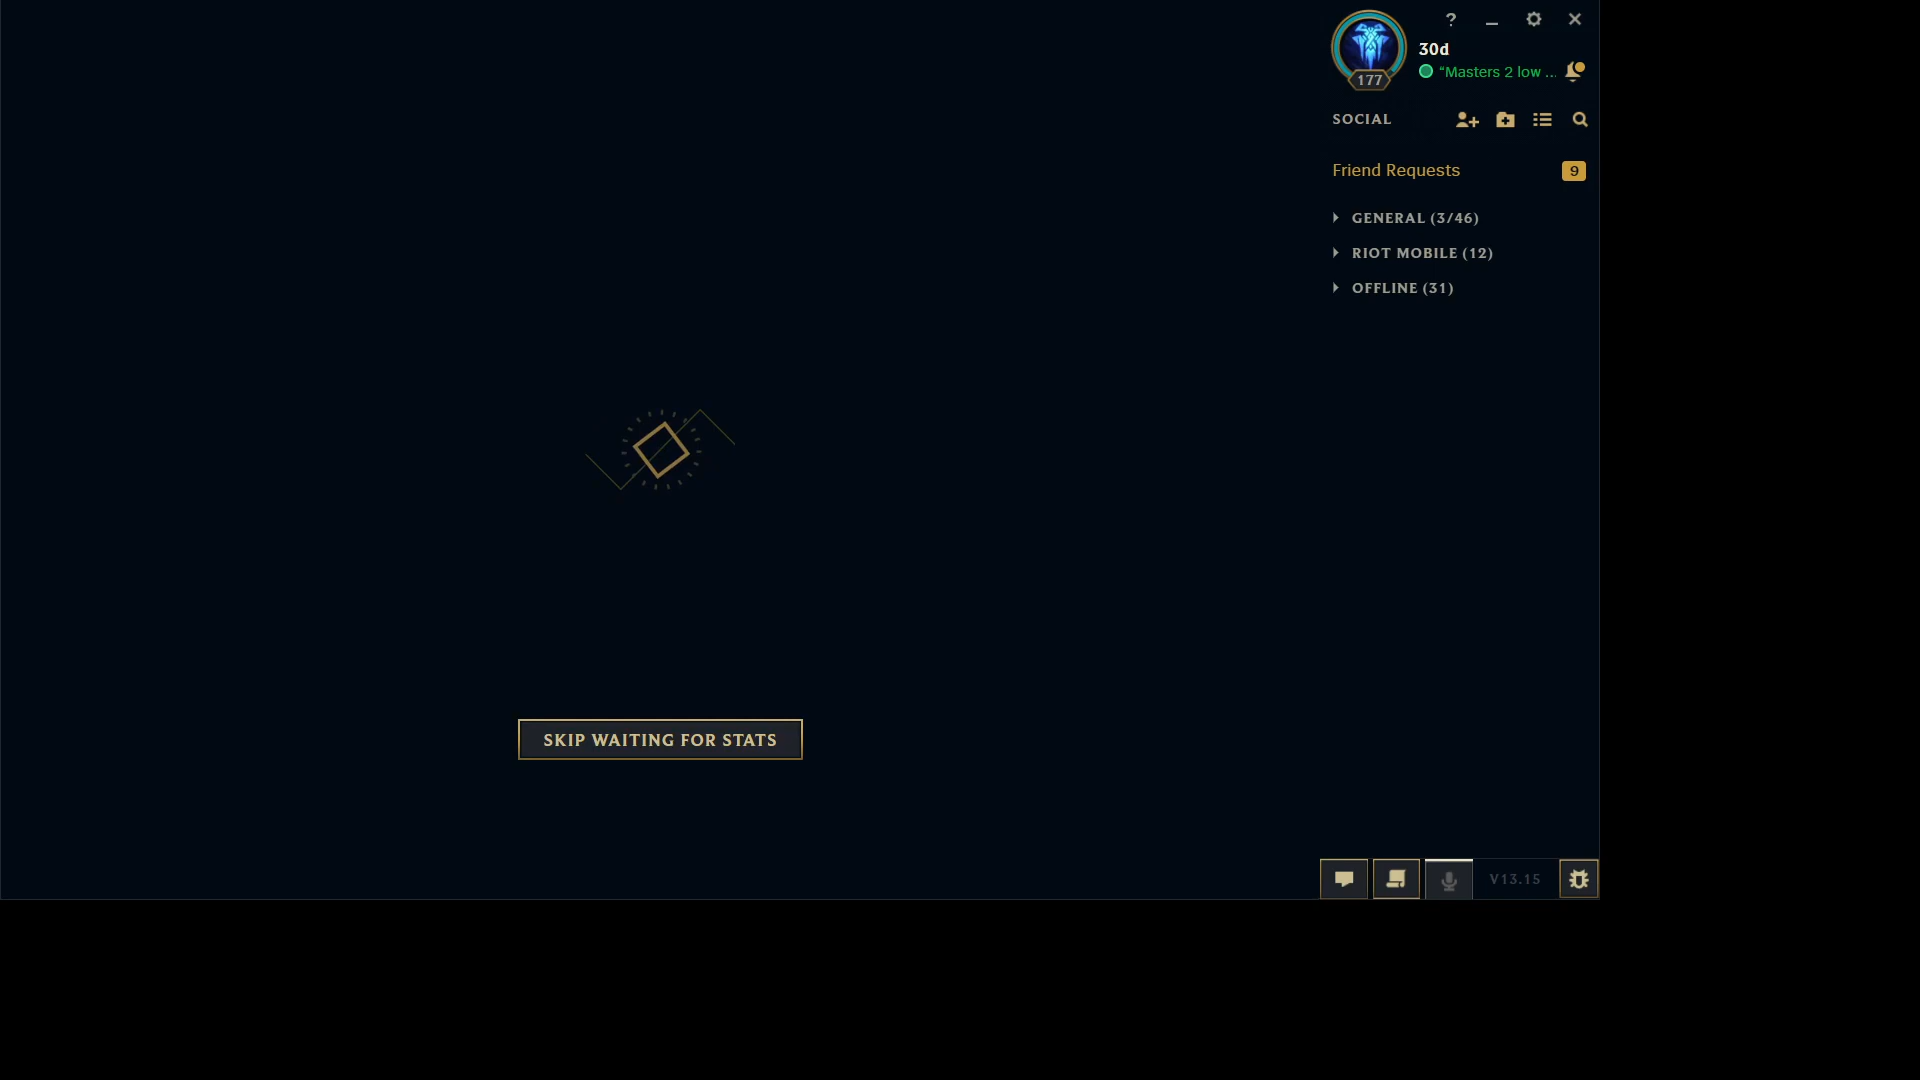 ?
30d
177
"Masters 2 low ...
SOCIAL
Friend Requests
9
GENERAL (3/46)
RIOT MOBILE (12)
OFFLINE (31)
SKIP WAITING FOR STATS
V13.15